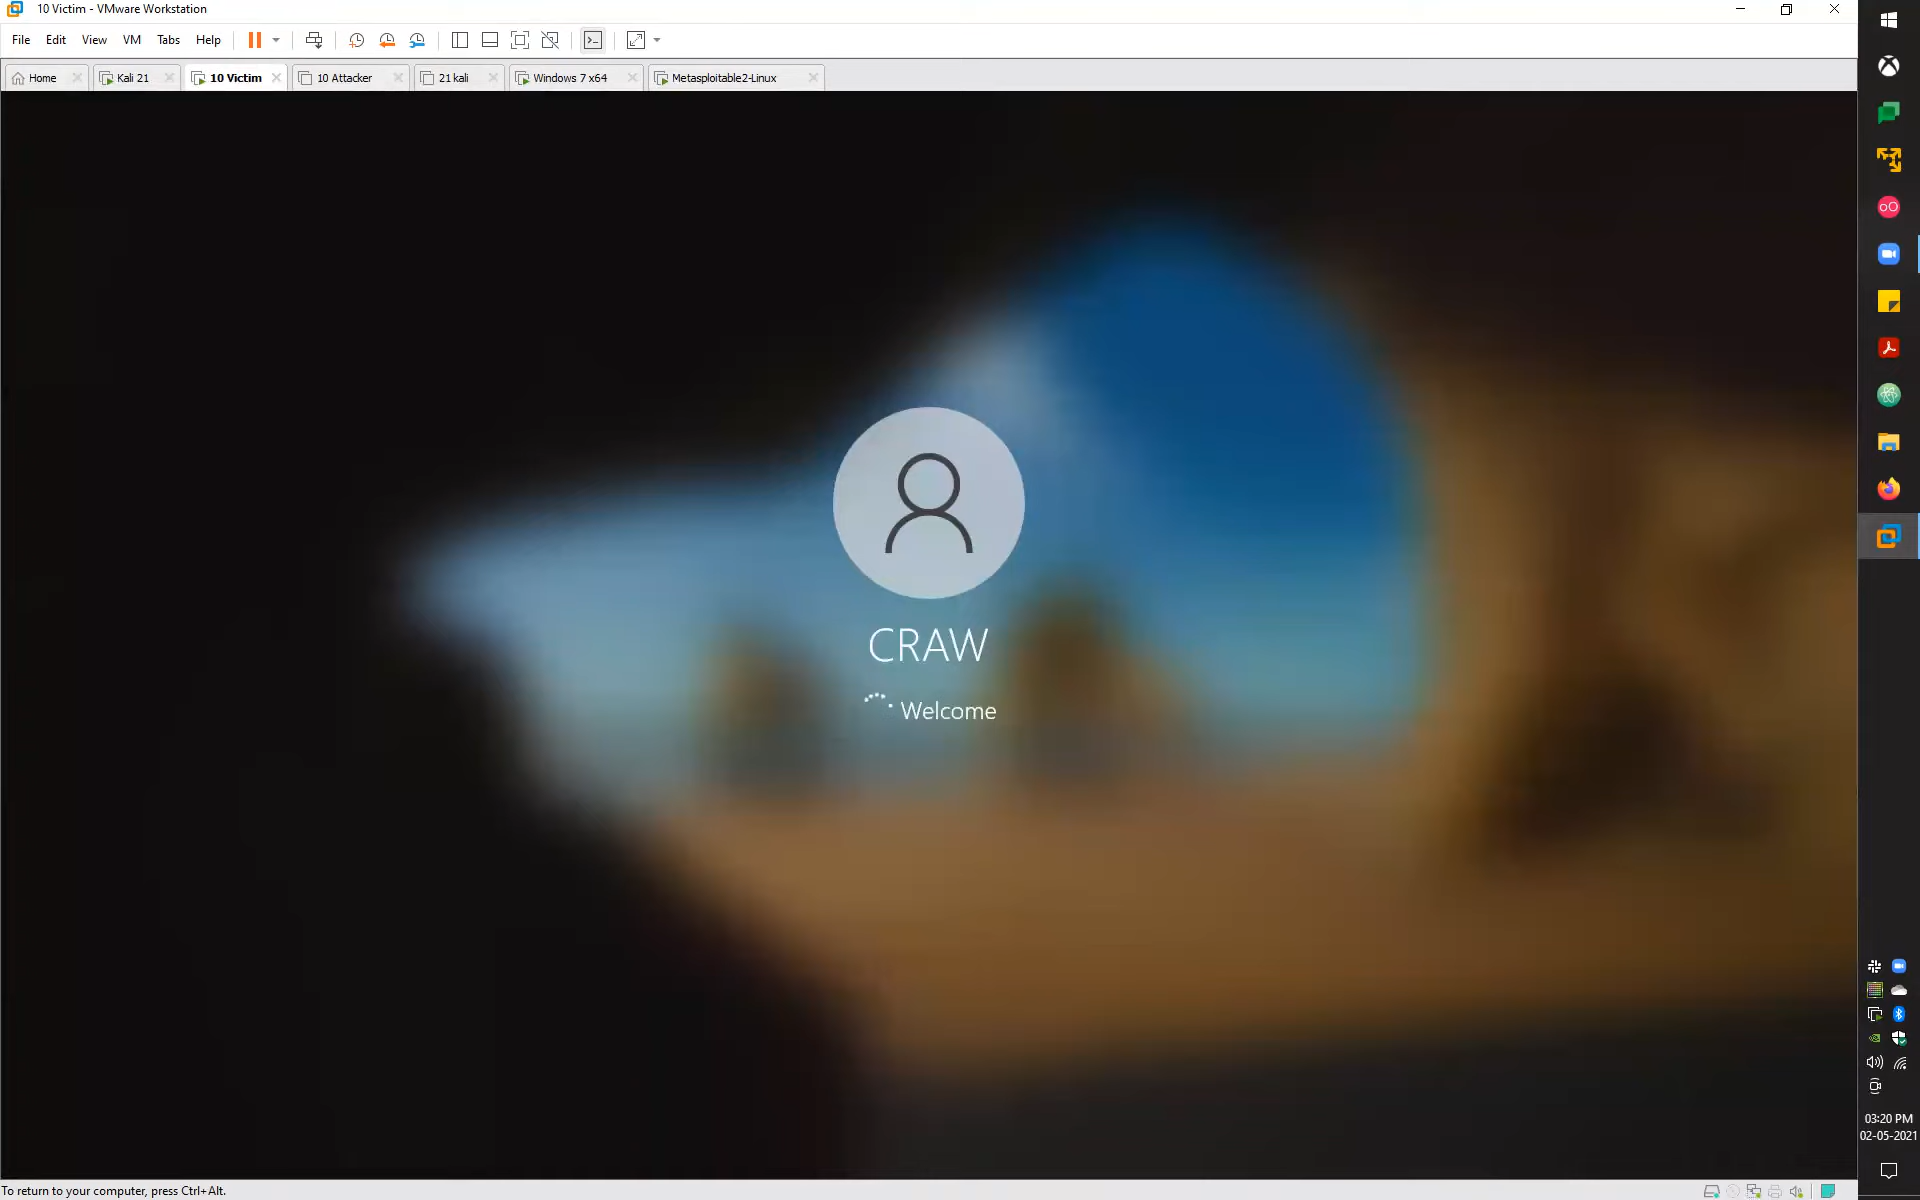 10 Victim - VMware Workstation
File Edit View VM Tabs Help
Home Kali 21 10 Victim 10 Attacker 21 kali Windows 7 x64 Metasploitable2-Linux
CRAW
Welcome
03:20 PM
02-05-2021
To return to your computer, press Ctrl+Alt.